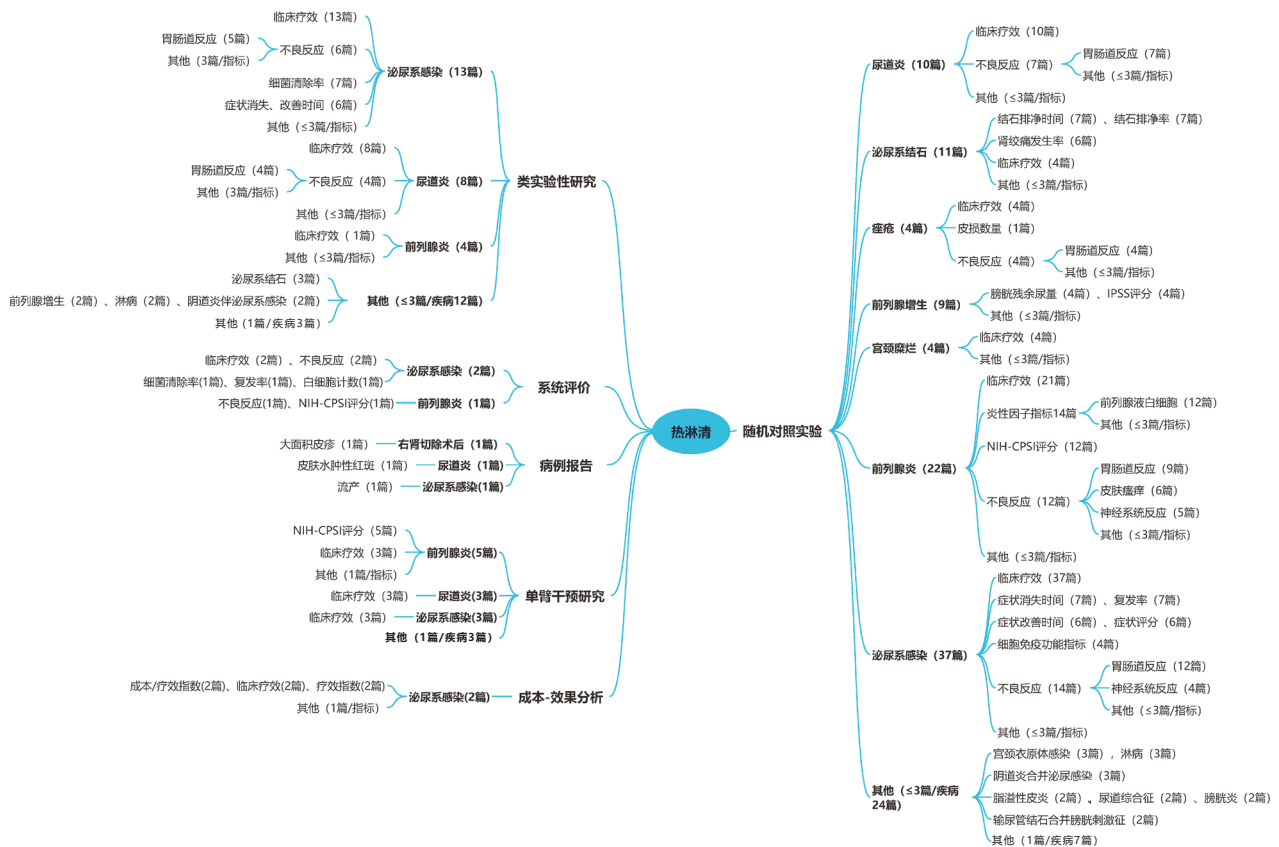 热淋清
类实验性研究
泌尿系感染（13篇）
临床疗效（13篇）
不良反应（6篇）
胃肠道反应（5篇）
其他（3篇/指标）
细菌清除率（7篇）
症状消失、改善时间（6篇）
其他（≤3篇/指标）
尿道炎（8篇）
临床疗效（8篇）
不良反应（4篇）
胃肠道反应（4篇）
其他（3篇/指标）
其他（≤3篇/指标）
前列腺炎（4篇）
临床疗效（ 1篇）
其他（≤3篇/指标）
其他（≤3篇/疾病12篇）
泌尿系结石（3篇）
前列腺增生（2篇）、淋病（2篇）、阴道炎伴泌尿系感染（2篇）
其他（1篇/疾病3篇）
系统评价
泌尿系感染（2篇）
临床疗效（2篇）、不良反应（2篇）
细菌清除率(1篇)、复发率(1篇)、白细胞计数(1篇)
前列腺炎（1篇）
不良反应(1篇)、NIH-CPSI评分(1篇)
病例报告
右肾切除术后（1篇）
大面积皮疹（1篇）
尿道炎（1篇）
皮肤水肿性红斑（1篇）
泌尿系感染(1篇)
流产（1篇）
单臂干预研究
前列腺炎(5篇)
NIH-CPSI评分（5篇）
临床疗效（3篇）
其他（1篇/指标）
尿道炎(3篇)
临床疗效（3篇）
泌尿系感染(3篇)
临床疗效（3篇）
其他（1篇/疾病3篇）
成本-效果分析
泌尿系感染(2篇)
成本/疗效指数(2篇)、临床疗效(2篇)、疗效指数(2篇)
其他（1篇/指标）
随机对照实验
尿道炎（10篇）
临床疗效（10篇）
不良反应（7篇）
胃肠道反应（7篇）
其他（≤3篇/指标）
其他（≤3篇/指标）
泌尿系结石（11篇）
结石排净时间（7篇）、结石排净率（7篇）
肾绞痛发生率（6篇）
临床疗效（4篇）
其他（≤3篇/指标）
痤疮（4篇）
临床疗效（4篇）
皮损数量（1篇）
不良反应（4篇）
胃肠道反应（4篇）
其他（≤3篇/指标）
前列腺增生（9篇）
膀胱残余尿量（4篇）、IPSS评分（4篇）
其他（≤3篇/指标）
宫颈糜烂（4篇）
临床疗效（4篇）
其他（≤3篇/指标）
前列腺炎（22篇）
临床疗效（21篇）
炎性因子指标14篇）
前列腺液白细胞（12篇）
其他（≤3篇/指标）
NIH-CPSI评分（12篇）
不良反应（12篇）
胃肠道反应（9篇）
皮肤瘙痒（6篇）
神经系统反应（5篇）
其他（≤3篇/指标）
其他（≤3篇/指标）
泌尿系感染（37篇）
临床疗效（37篇）
症状消失时间（7篇）、复发率（7篇）
症状改善时间（6篇）、症状评分（6篇）
细胞免疫功能指标（4篇）
不良反应（14篇）
胃肠道反应（12篇）
神经系统反应（4篇）
其他（≤3篇/指标）
其他（≤3篇/指标）
其他（≤3篇/疾病
24篇）
宫颈衣原体感染（3篇），淋病（3篇）
阴道炎合并泌尿感染（3篇）
脂溢性皮炎（2篇）、尿道综合征（2篇）、膀胱炎（2篇）
输尿管结石合并膀胱刺激征（2篇）
其他（1篇/疾病7篇）